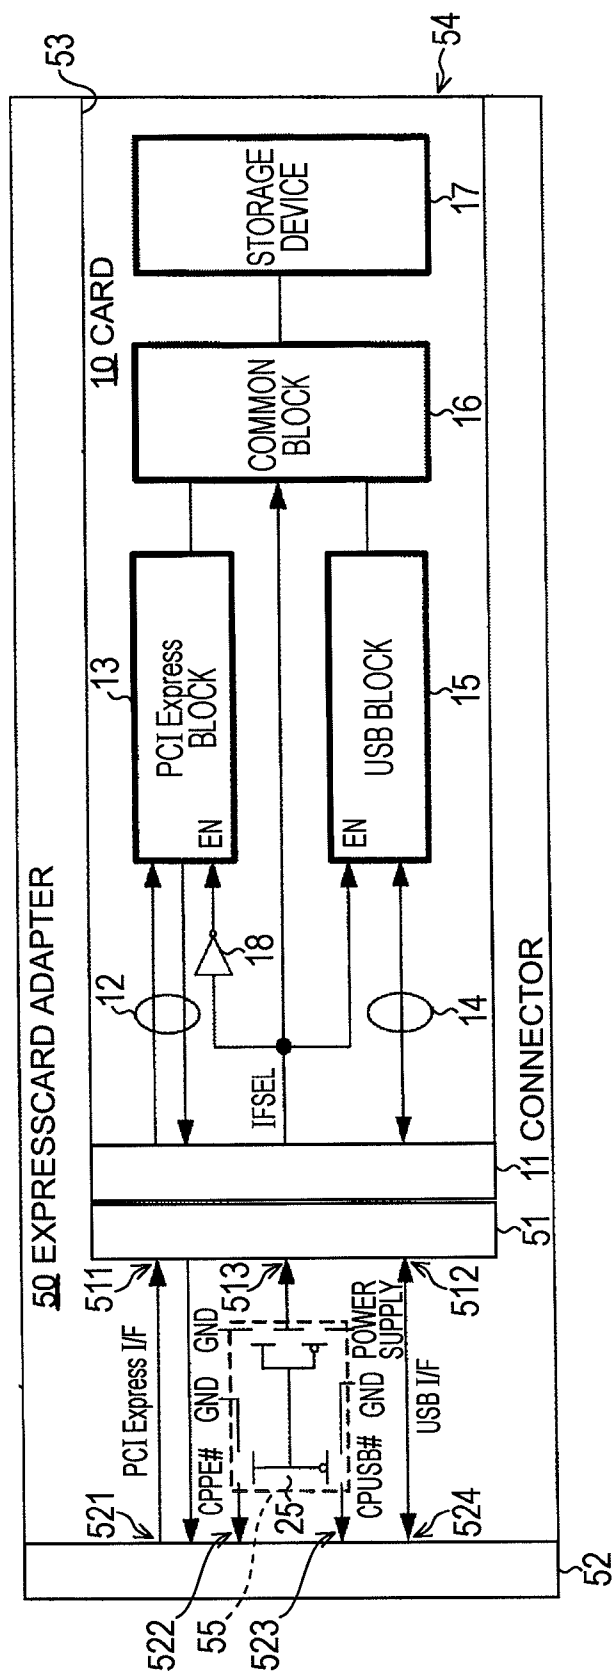 50 EXPRESSCARD ADAPTER
53
54
10 CARD
521
PCI Express I/F
511
12
13
PCI Express
BLOCK
EN
18
522
CPPE#
GND
GND
55
25
513
IFSEL
COMMON
BLOCK
16
STORAGE
DEVICE
17
523
CPUSB#
GND
POWER
SUPPLY
EN
USB BLOCK
15
524
USB I/F
512
14
52
51
11 CONNECTOR